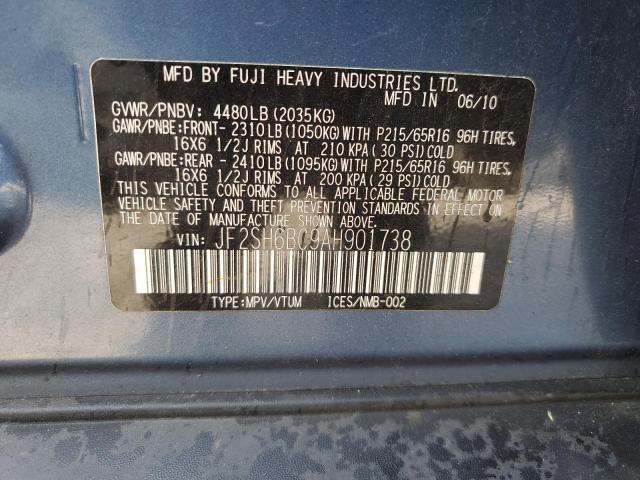 MFD BY FUJI HEAVY INDUSTRIES LTD.
MFD IN 06/10
GVWR/PNBV: 4480LB (2035KG)
GAWR/PNBE:FRONT- 2310LB (1050KG) WITH P215/65R16 96H TIRES,
16X6 1/2J RIMS AT 210 KPA (30 PSI) COLD
GAWR/PNBE:REAR - 2410LB (1095KG) WITH P215/65R16 96H TIRES,
16X6 1/2J RIMS AT 200 KPA (29 PSI) COLD
THIS VEHICLE CONFORMS TO ALL APPLICABLE FEDERAL MOTOR
VEHICLE SAFETY AND THEFT PREVENTION STANDARDS IN EFFECT ON
THE DATE OF MANUFACTURE SHOWN ABOVE.
VIN: JF2SH6BC9AH901738
TYPE:MPV/VTUM ICES/NMB-002